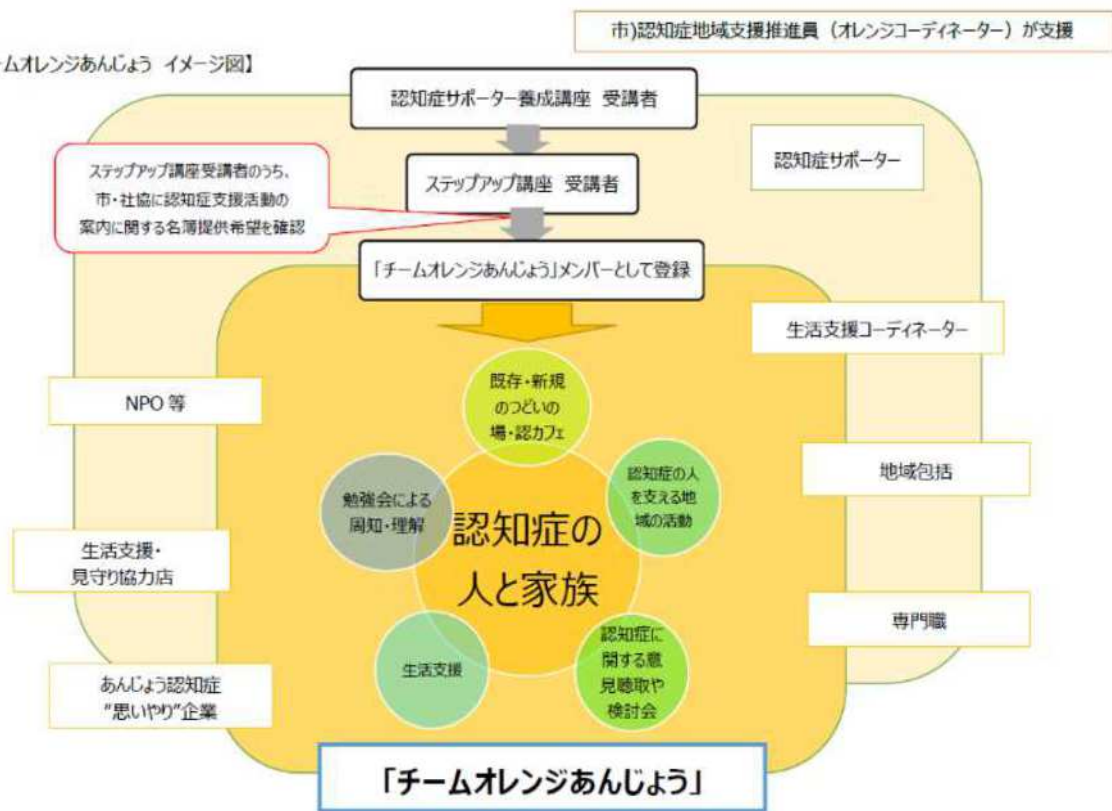 市)認知症地域支援推進員（オレンジコーディネーター）が支援
ームオレンジあんじょう イメージ図】
認知症サポーター養成講座 受講者
認知症サポーター
ステップアップ講座受講者のうち、
市・社協に認知症支援活動の
案内に関する名簿提供希望を確認
ステップアップ講座 受講者
「チームオレンジあんじょう」メンバーとして登録
生活支援コーディネーター
NPO 等
既存・新規
のつどいの
場・認カフェ
地域包括
認知症の人
を支える地
域の活動
勉強会による
周知・理解
認知症の
人と家族
生活支援・
見守り協力店
専門職
生活支援
認知症に
関する意
見聴取や
検討会
あんじょう認知症
“思いやり”企業
「チームオレンジあんじょう」